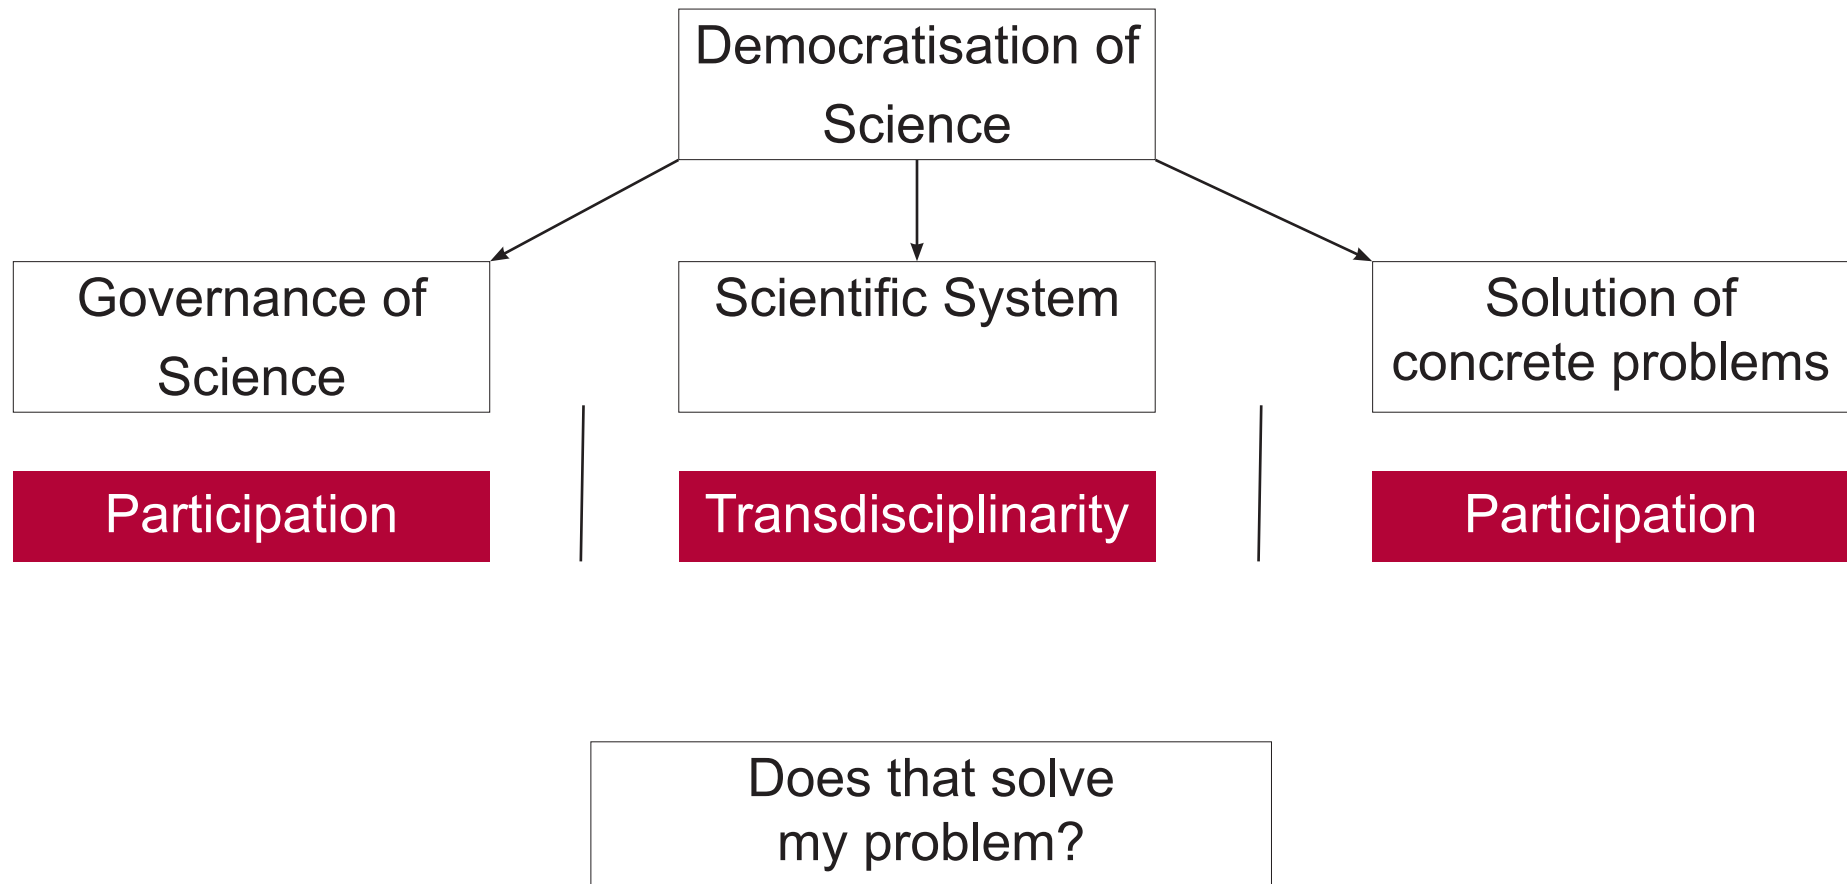 Democratisation of
Science
Governance of
Science
Scientific System
Solution of
concrete problems
Participation
Transdisciplinarity
Participation
Does that solve
my problem?